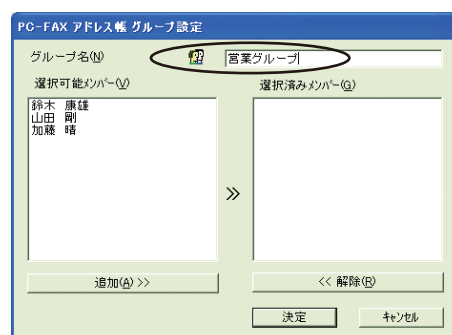 PC-FAX アドレス帳 グループ設定
グループ名(N) 営業グループ
選択可能メンバー(V) 選択済みメンバー(G)
鈴木 康雄
山田 剛
加藤 晴
»
追加(A) >> << 解除(R)
決定 キャンセル